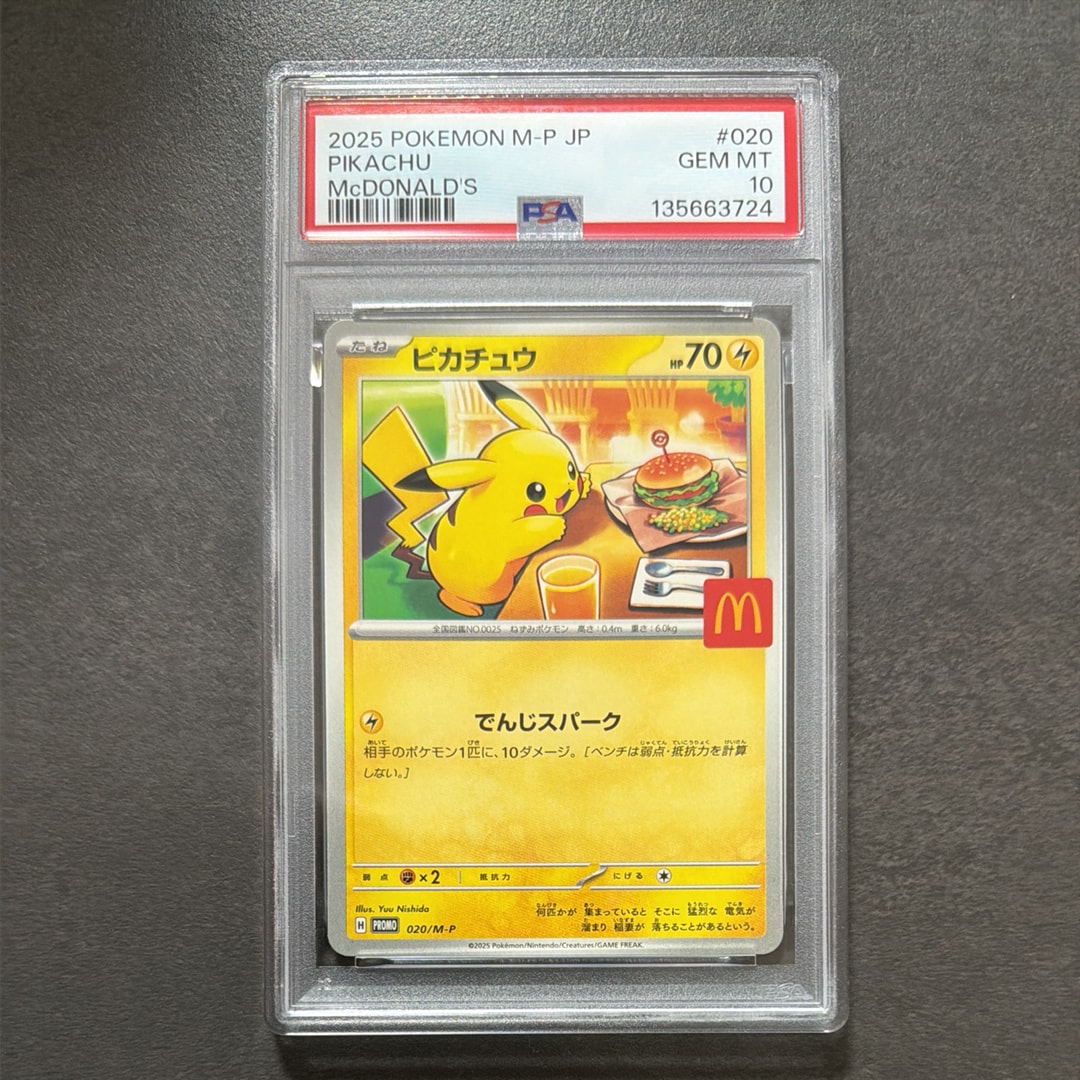 2025 POKEMON M-P JP #020
PIKACHU GEM MT
McDONALD'S 10
PSA 135663724
たね ピカチュウ HP70
全国図鑑NO.0025 ねずみポケモン 高さ:0.4m 重さ:6.0kg
でんじスパーク
相手のポケモン1匹に、10ダメージ。[ベンチは弱点・抵抗力を計算
しない。]
弱点 ×2 抵抗力 にげる
Illus. Yuu Nishida
何匹かが 集まっていると そこに 猛烈な 電気が
溜まり 稲妻が 落ちることがあるという。
H PROMO 020/M-P
©2025 Pokémon/Nintendo/Creatures/GAME FREAK.